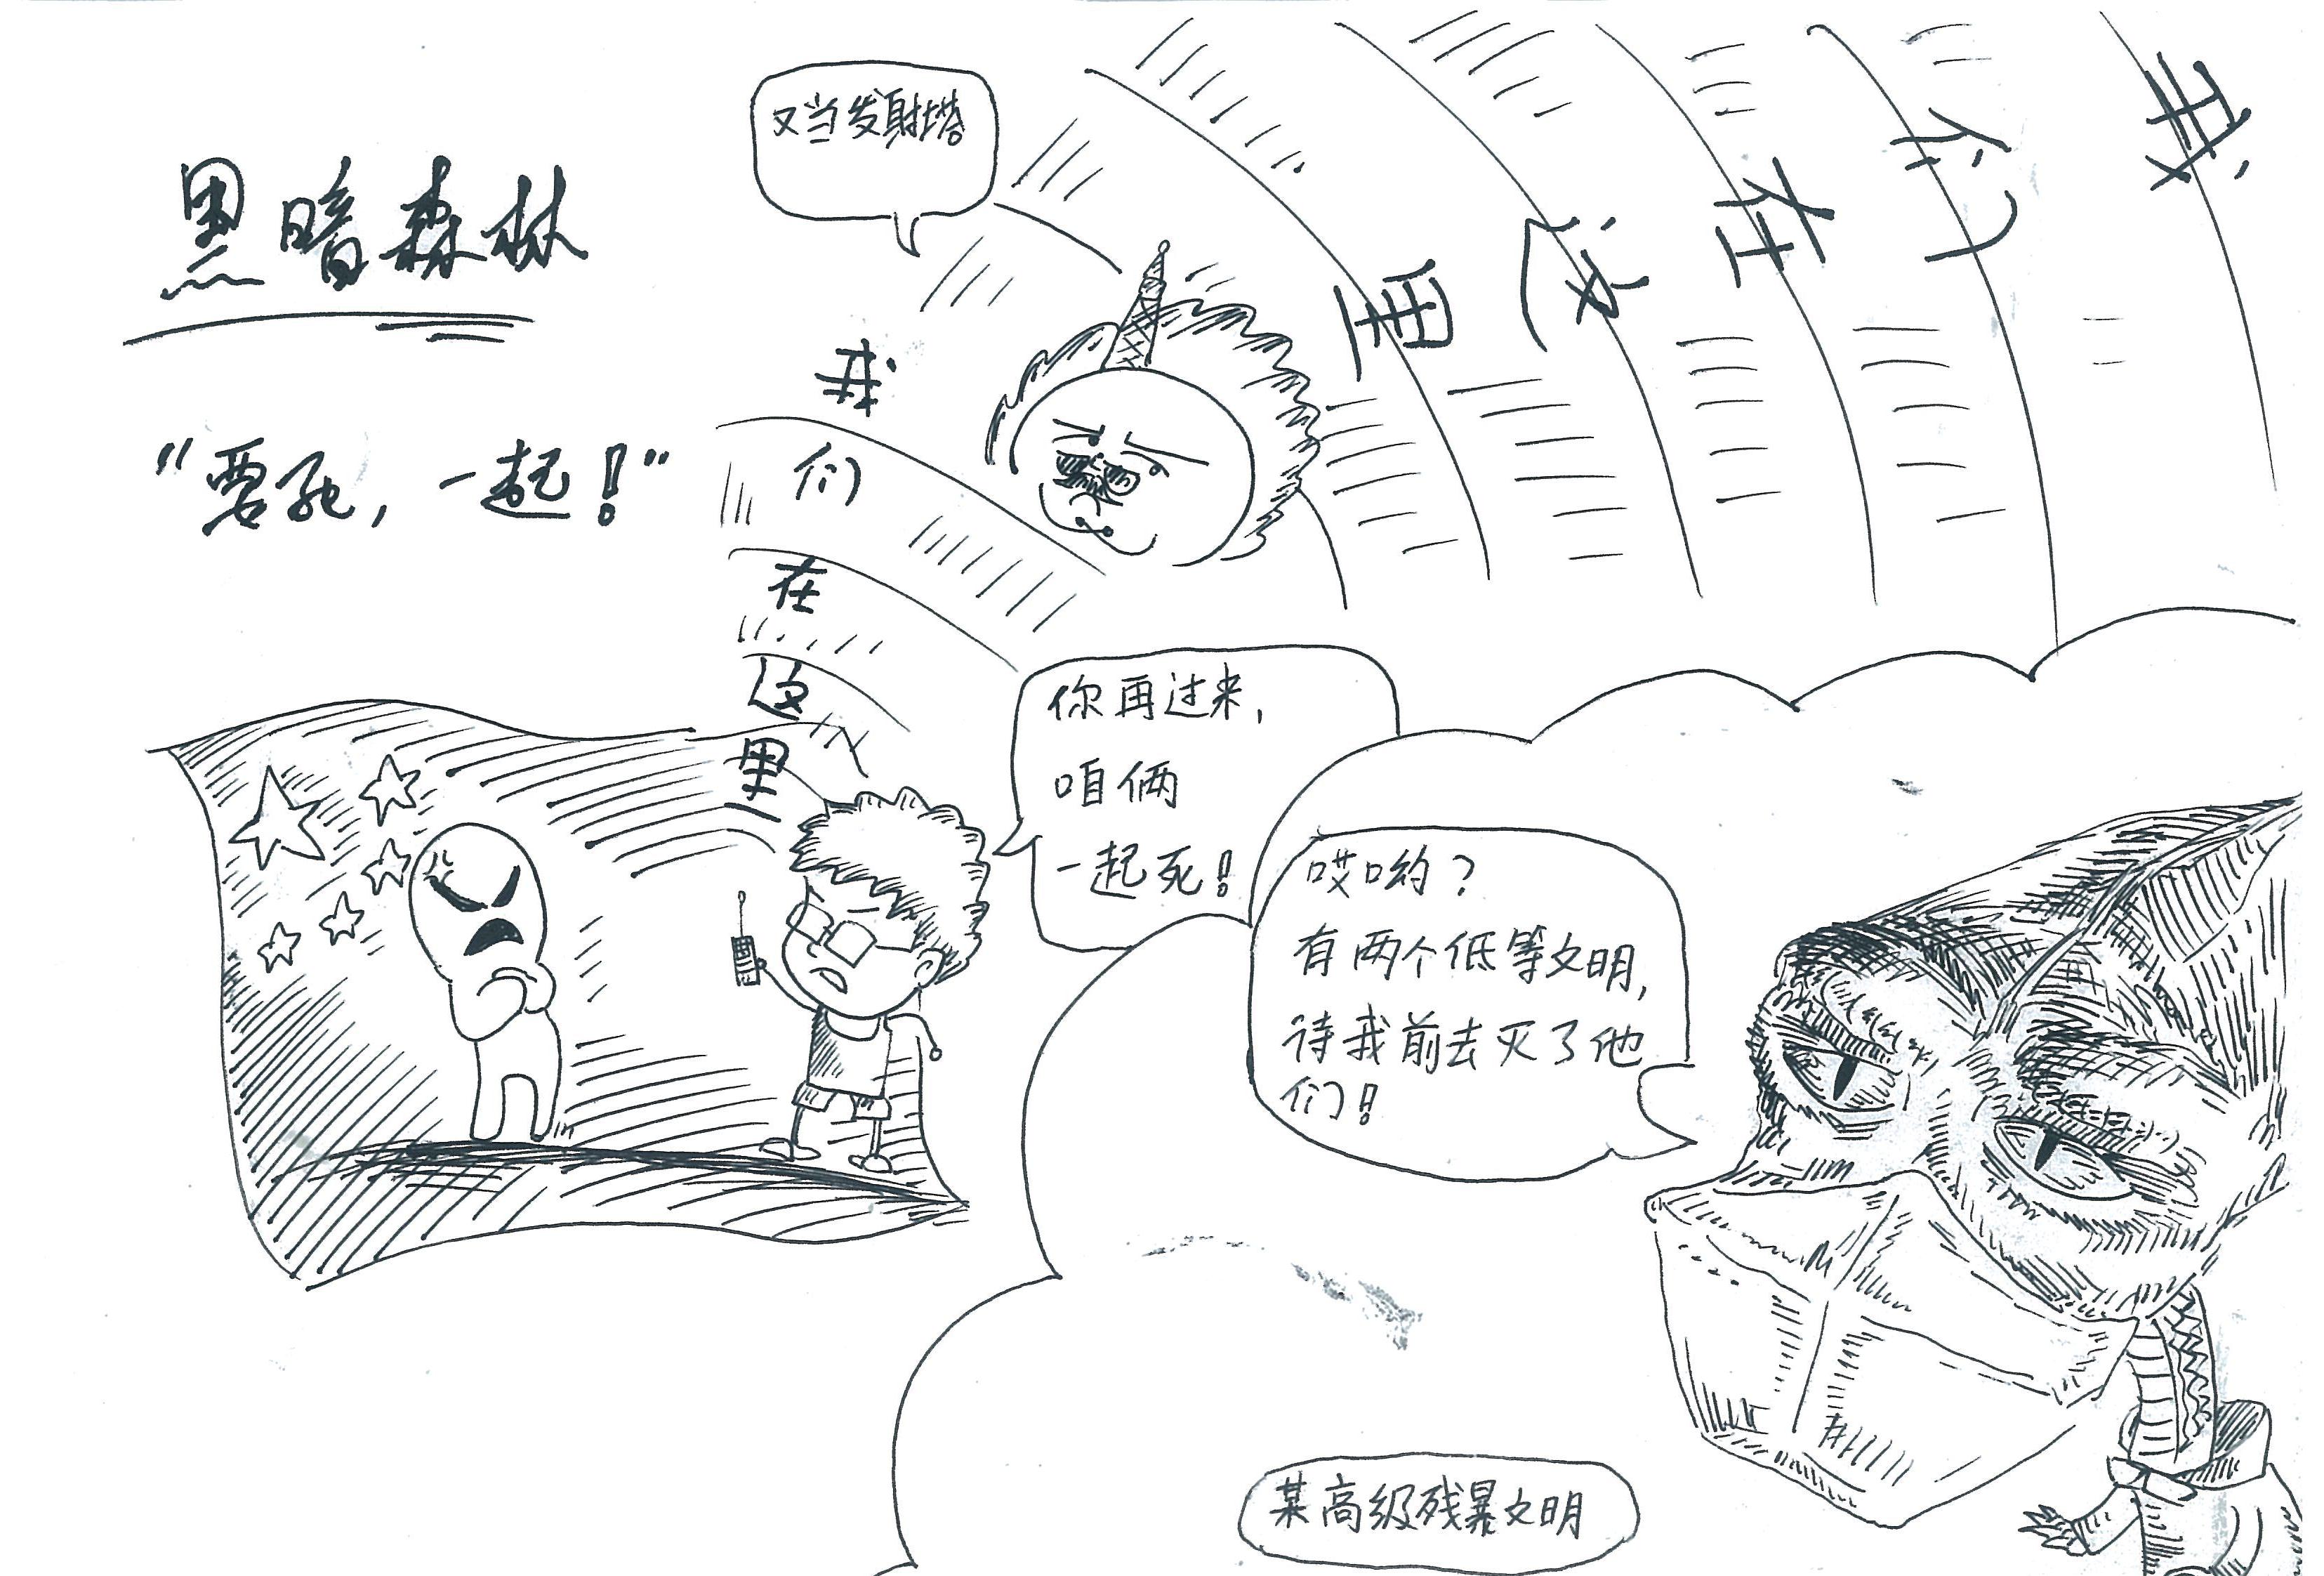 黑暗森林
"要死，一起！"
又当发射塔
我们在这里
我们在这里
你再过来，
咱俩
一起死！
哎哟？
有两个低等文明，
待我前去灭了他
们！
某高级残暴文明